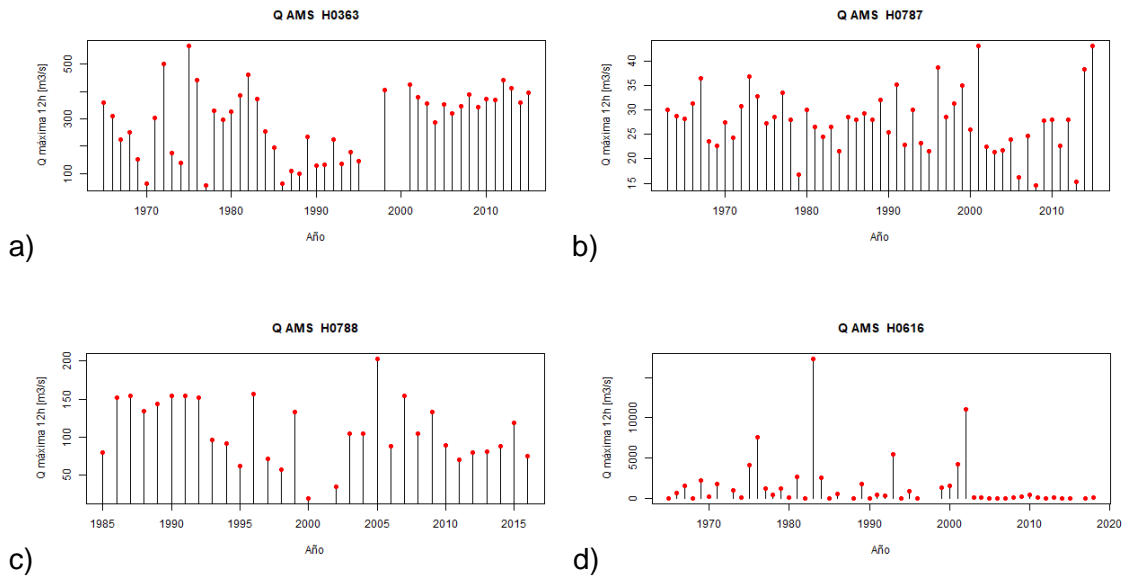 Q AMS H0363
Q máxima 12h [m3/s]
500
300
100
1970
1980
1990
2000
2010
Año
a)
Q AMS H0787
Q máxima 12h [m3/s]
40
35
30
25
20
15
1970
1980
1990
2000
2010
Año
b)
Q AMS H0788
Q máxima 12h [m3/s]
200
150
100
50
1985
1990
1995
2000
2005
2010
2015
Año
c)
Q AMS H0616
Q máxima 12h [m3/s]
10000
5000
0
1970
1980
1990
2000
2010
2020
Año
d)